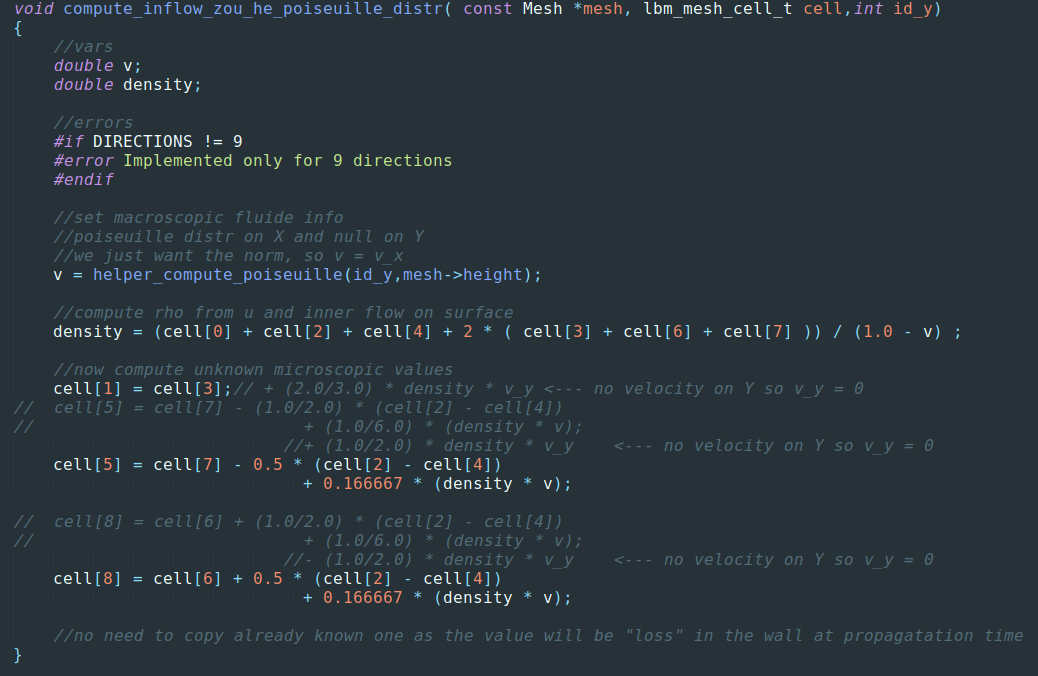 void compute_inflow_zou_he_poiseuille_distr( const Mesh *mesh, lbm_mesh_cell_t cell,int id_y)
{
    //vars
    double v;
    double density;

    //errors
    #if DIRECTIONS != 9
    #error Implemented only for 9 directions
    #endif

    //set macroscopic fluide info
    //poiseuille distr on X and null on Y
    //we just want the norm, so v = v_x
    v = helper_compute_poiseuille(id_y,mesh->height);

    //compute rho from u and inner flow on surface
    density = (cell[0] + cell[2] + cell[4] + 2 * ( cell[3] + cell[6] + cell[7] )) / (1.0 - v) ;

    //now compute unknown microscopic values
    cell[1] = cell[3];// + (2.0/3.0) * density * v_y <--- no velocity on Y so v_y = 0
//  cell[5] = cell[7] - (1.0/2.0) * (cell[2] - cell[4])
//                           + (1.0/6.0) * (density * v);
                           //+ (1.0/2.0) * density * v_y    <--- no velocity on Y so v_y = 0
    cell[5] = cell[7] - 0.5 * (cell[2] - cell[4])
                             + 0.166667 * (density * v);

//  cell[8] = cell[6] + (1.0/2.0) * (cell[2] - cell[4])
//                           + (1.0/6.0) * (density * v);
                           //- (1.0/2.0) * density * v_y    <--- no velocity on Y so v_y = 0
    cell[8] = cell[6] + 0.5 * (cell[2] - cell[4])
                             + 0.166667 * (density * v);

    //no need to copy already known one as the value will be "loss" in the wall at propagatation time
}